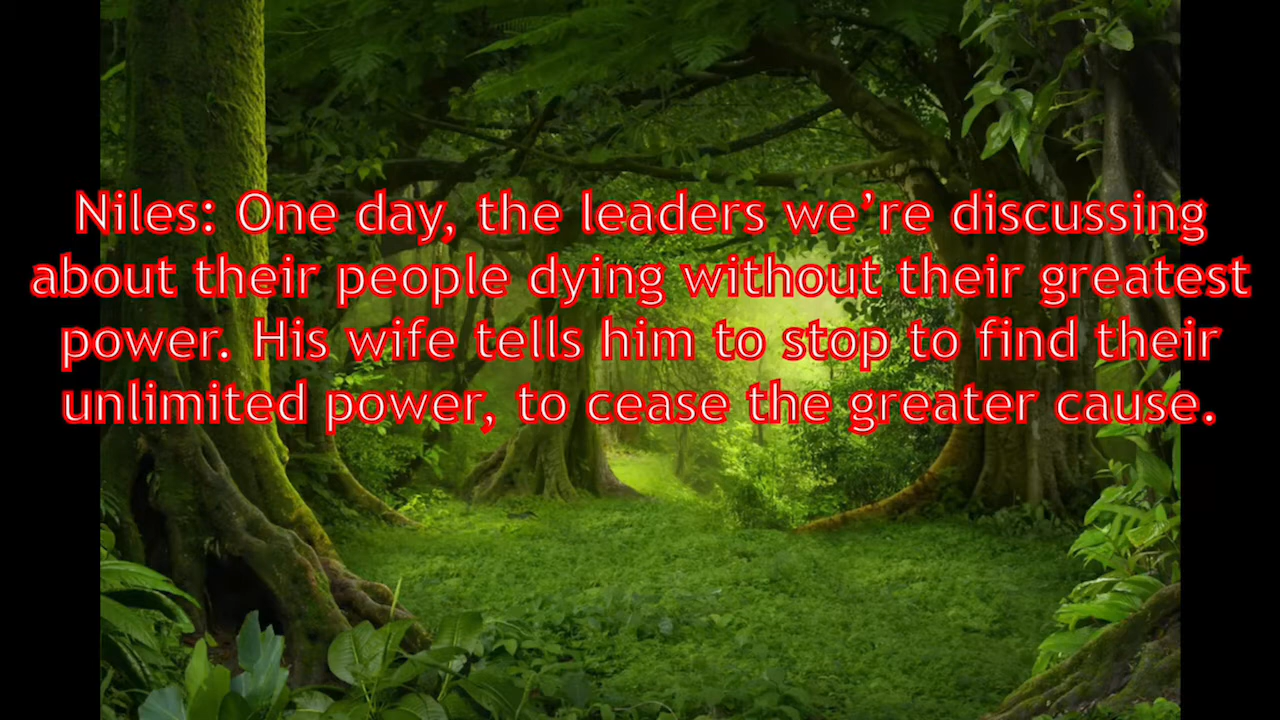 Niles: One day, the leaders we’re discussing
about their people dying without their greatest
power. His wife tells him to stop to find their
unlimited power, to cease the greater cause.